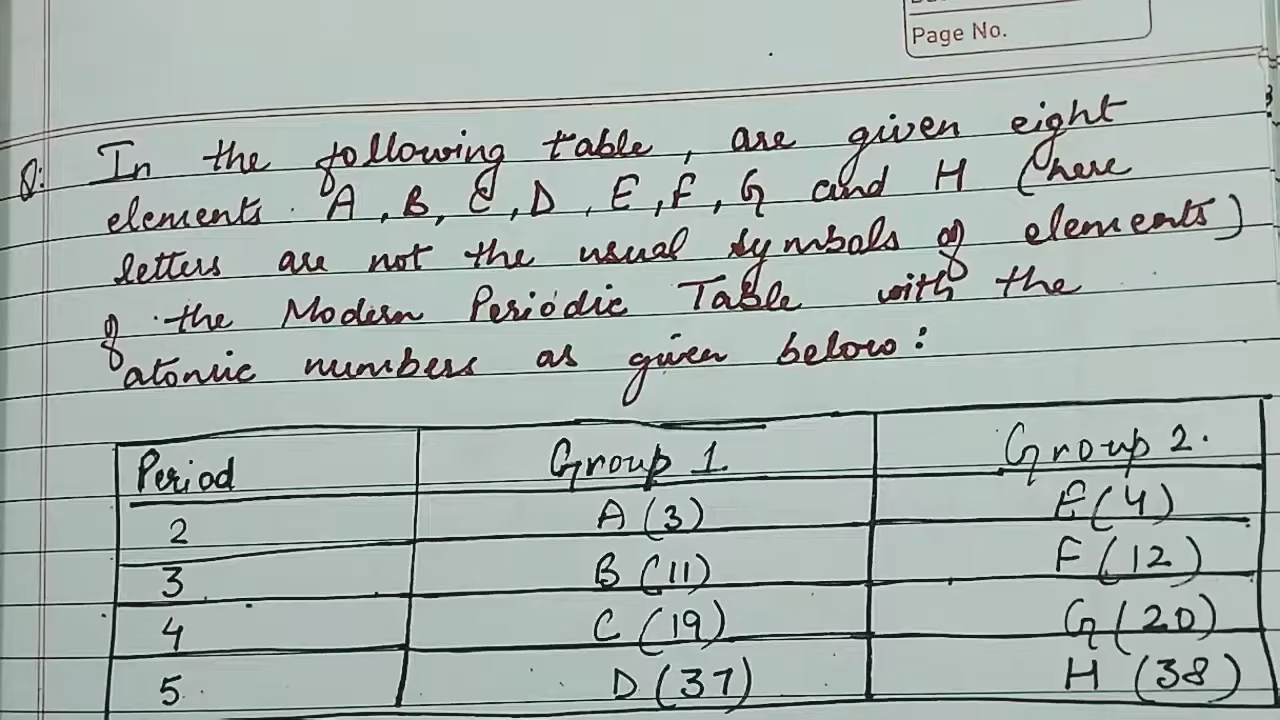 Page No.
Q: In the following table, are given eight
elements A, B, C, D, E, F, G and H (here
letters are not the usual symbols of elements)
of the Modern Periodic Table with the
atomic numbers as given below:
Period Group 1. Group 2.
2 A (3) E (4)
3 B (11) F (12)
4 C (19) G (20)
5 D (37) H (38)